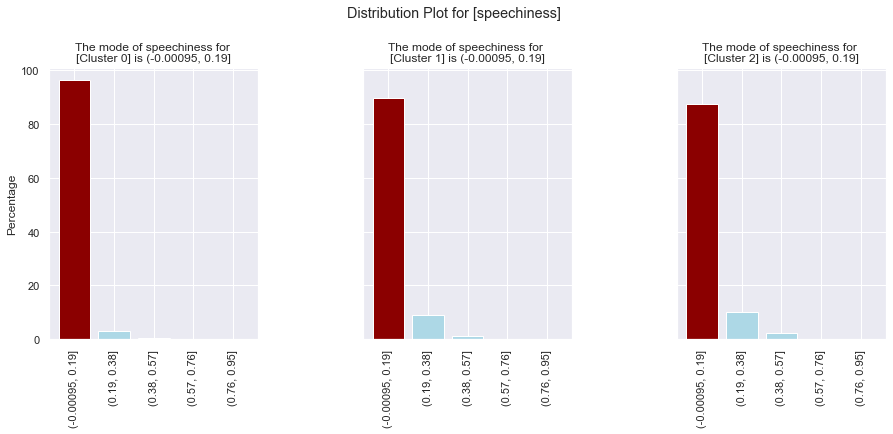 Distribution Plot for [speechiness]
The mode of speechiness for
[Cluster 0] is (-0.00095, 0.19]
The mode of speechiness for
[Cluster 1] is (-0.00095, 0.19]
The mode of speechiness for
[Cluster 2] is (-0.00095, 0.19]
Percentage
100
80
60
40
20
0
(-0.00095, 0.19]
(0.19, 0.38]
(0.38, 0.57]
(0.57, 0.76]
(0.76, 0.95]
(-0.00095, 0.19]
(0.19, 0.38]
(0.38, 0.57]
(0.57, 0.76]
(0.76, 0.95]
(-0.00095, 0.19]
(0.19, 0.38]
(0.38, 0.57]
(0.57, 0.76]
(0.76, 0.95]